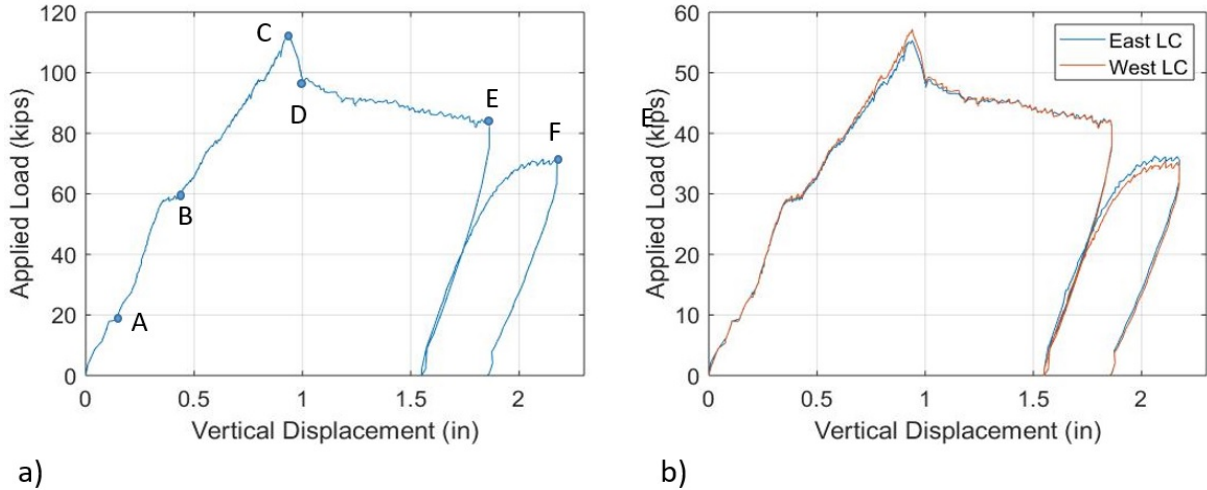 120
100
80
60
40
20
0
0 0.5 1 1.5 2
Applied Load (kips)
Vertical Displacement (in)
A
B
C
D
E
F
a)
60
50
40
30
20
10
0
0 0.5 1 1.5 2
Applied Load (kips)
Vertical Displacement (in)
East LC
West LC
E
b)